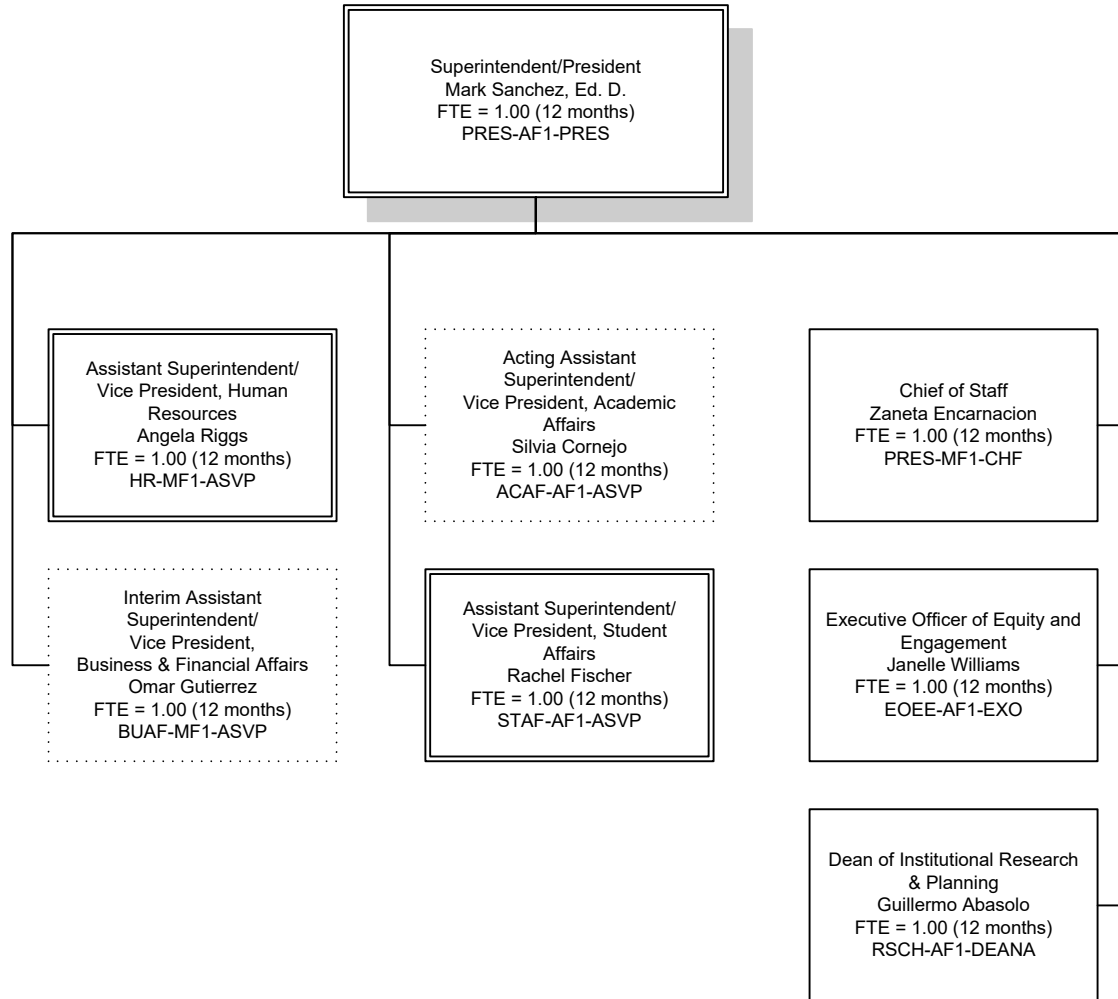 Superintendent/President
Mark Sanchez, Ed. D.
FTE = 1.00 (12 months)
PRES-AF1-PRES
Assistant Superintendent/
Vice President, Human
Resources
Angela Riggs
FTE = 1.00 (12 months)
HR-MF1-ASVP
Acting Assistant
Superintendent/
Vice President, Academic
Affairs
Silvia Cornejo
FTE = 1.00 (12 months)
ACAF-AF1-ASVP
Chief of Staff
Zaneta Encarnacion
FTE = 1.00 (12 months)
PRES-MF1-CHF
Interim Assistant
Superintendent/
Vice President,
Business & Financial Affairs
Omar Gutierrez
FTE = 1.00 (12 months)
BUAF-MF1-ASVP
Assistant Superintendent/
Vice President, Student
Affairs
Rachel Fischer
FTE = 1.00 (12 months)
STAF-AF1-ASVP
Executive Officer of Equity and
Engagement
Janelle Williams
FTE = 1.00 (12 months)
EOEE-AF1-EXO
Dean of Institutional Research
& Planning
Guillermo Abasolo
FTE = 1.00 (12 months)
RSCH-AF1-DEANA